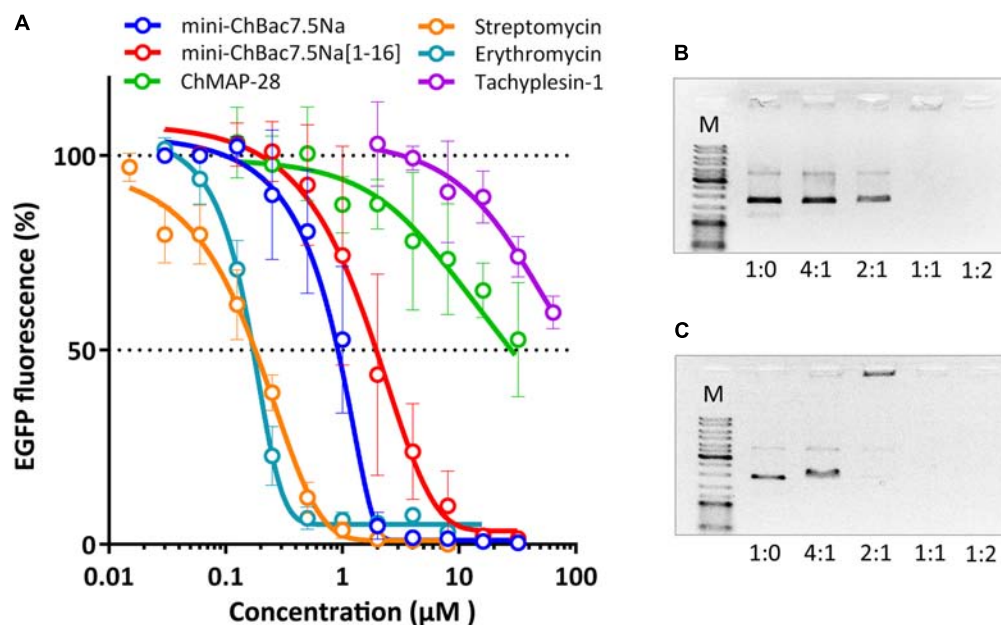 A
mini-ChBac7.5Na
mini-ChBac7.5Na[1-16]
ChMAP-28
Streptomycin
Erythromycin
Tachyplesin-1
EGFP fluorescence (%)
100
50
0
0.01
0.1
1
10
100
Concentration (μM )
B
M
1:0 4:1 2:1 1:1 1:2
C
M
1:0 4:1 2:1 1:1 1:2